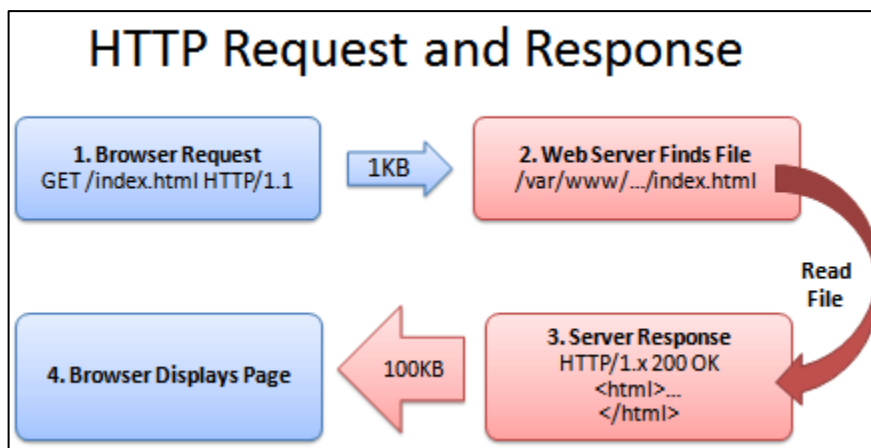 HTTP Request and Response
1. Browser Request
GET /index.html HTTP/1.1
1KB
2. Web Server Finds File
/var/www/.../index.html
Read
File
3. Server Response
HTTP/1.x 200 OK
<html>...
</html>
100KB
4. Browser Displays Page